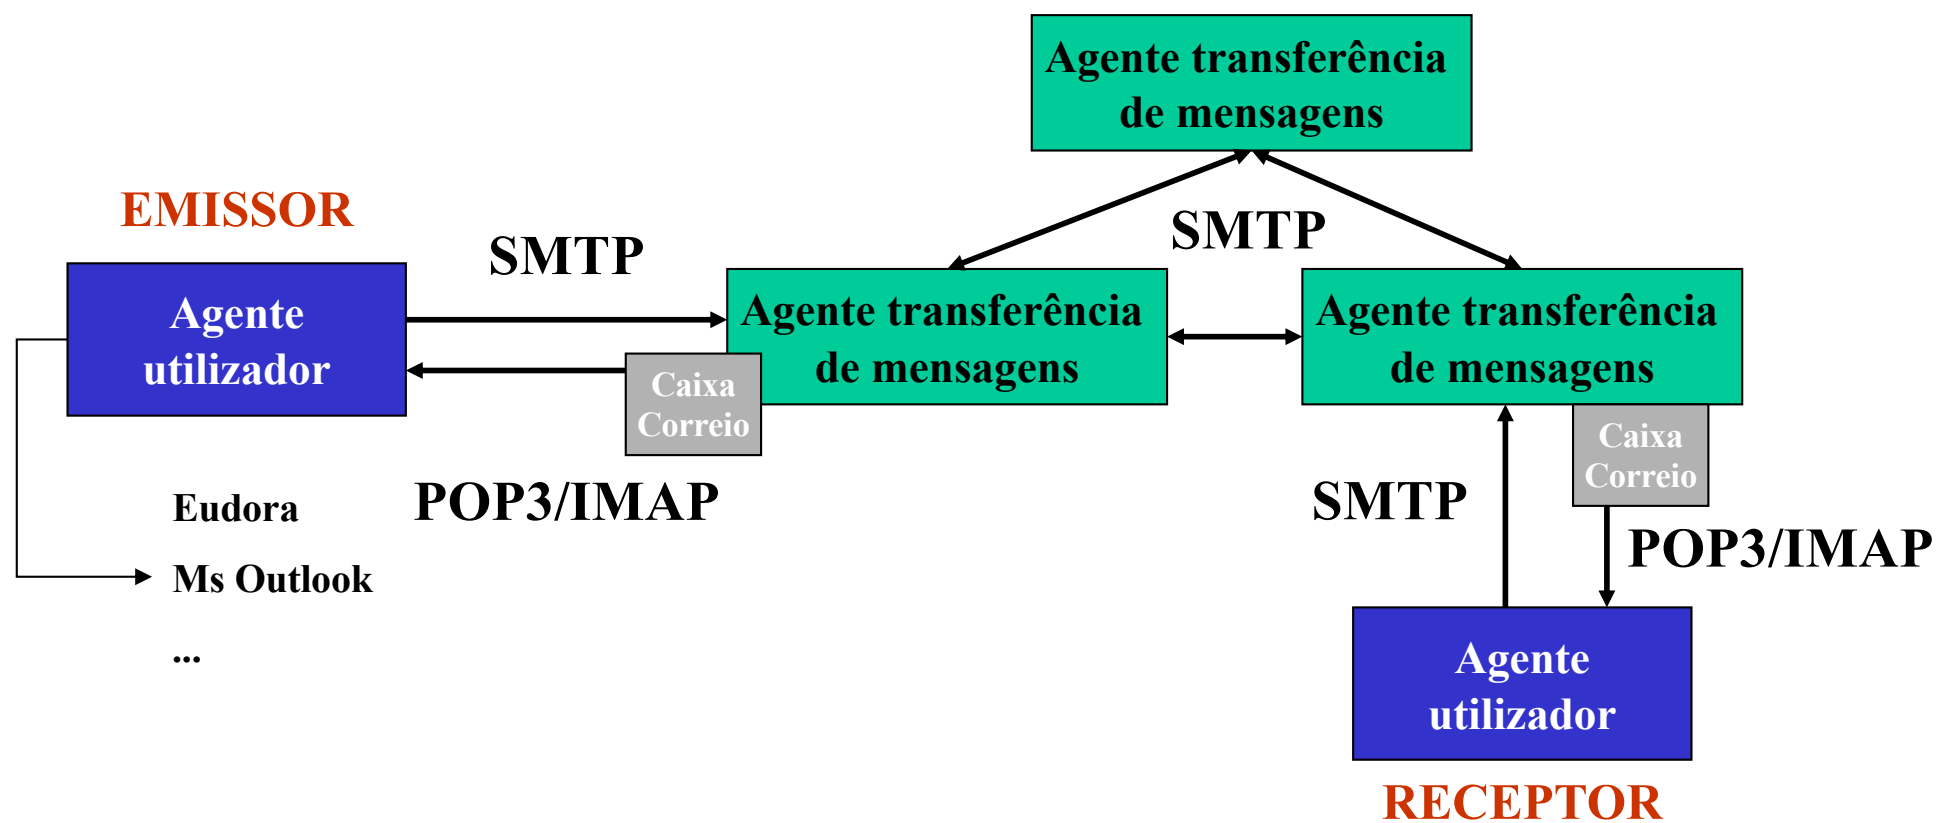 Agente transferência
de mensagens
EMISSOR
SMTP
SMTP
Agente
utilizador
Agente transferência
de mensagens
Agente transferência
de mensagens
Caixa
Correio
Caixa
Correio
POP3/IMAP
SMTP
POP3/IMAP
Eudora
Ms Outlook
...
Agente
utilizador
RECEPTOR